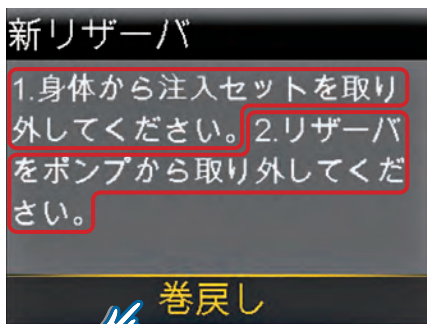 新リザーバ
1.身体から注入セットを取り
外してください。2.リザーバ
をポンプから取り外してくだ
さい。
巻戻し